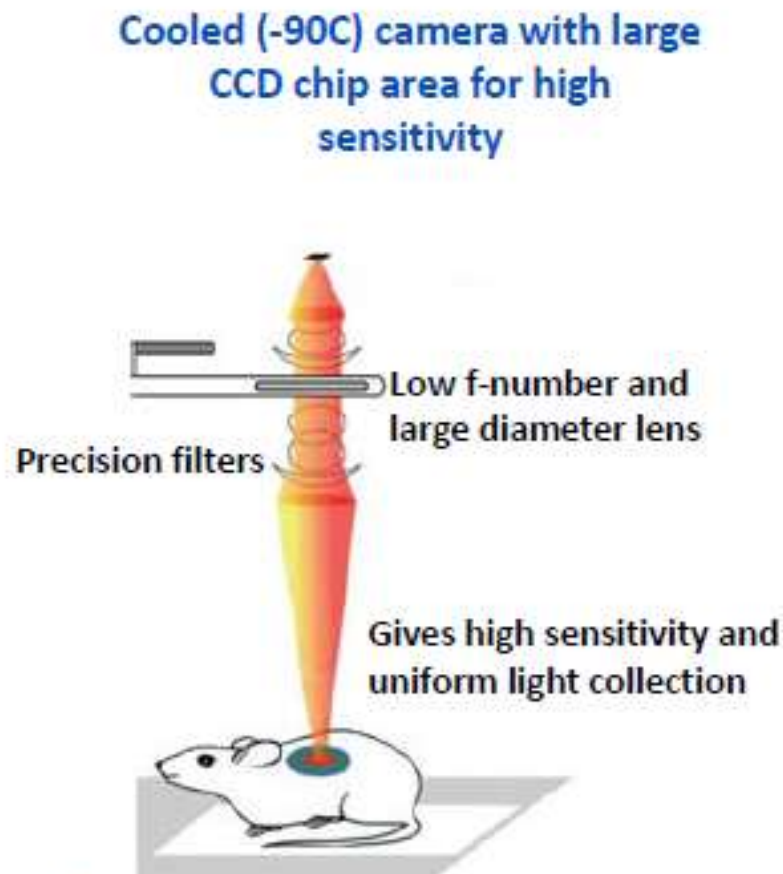 Cooled (-90C) camera with large
CCD chip area for high
sensitivity
Low f-number and
large diameter lens
Precision filters
Gives high sensitivity and
uniform light collection